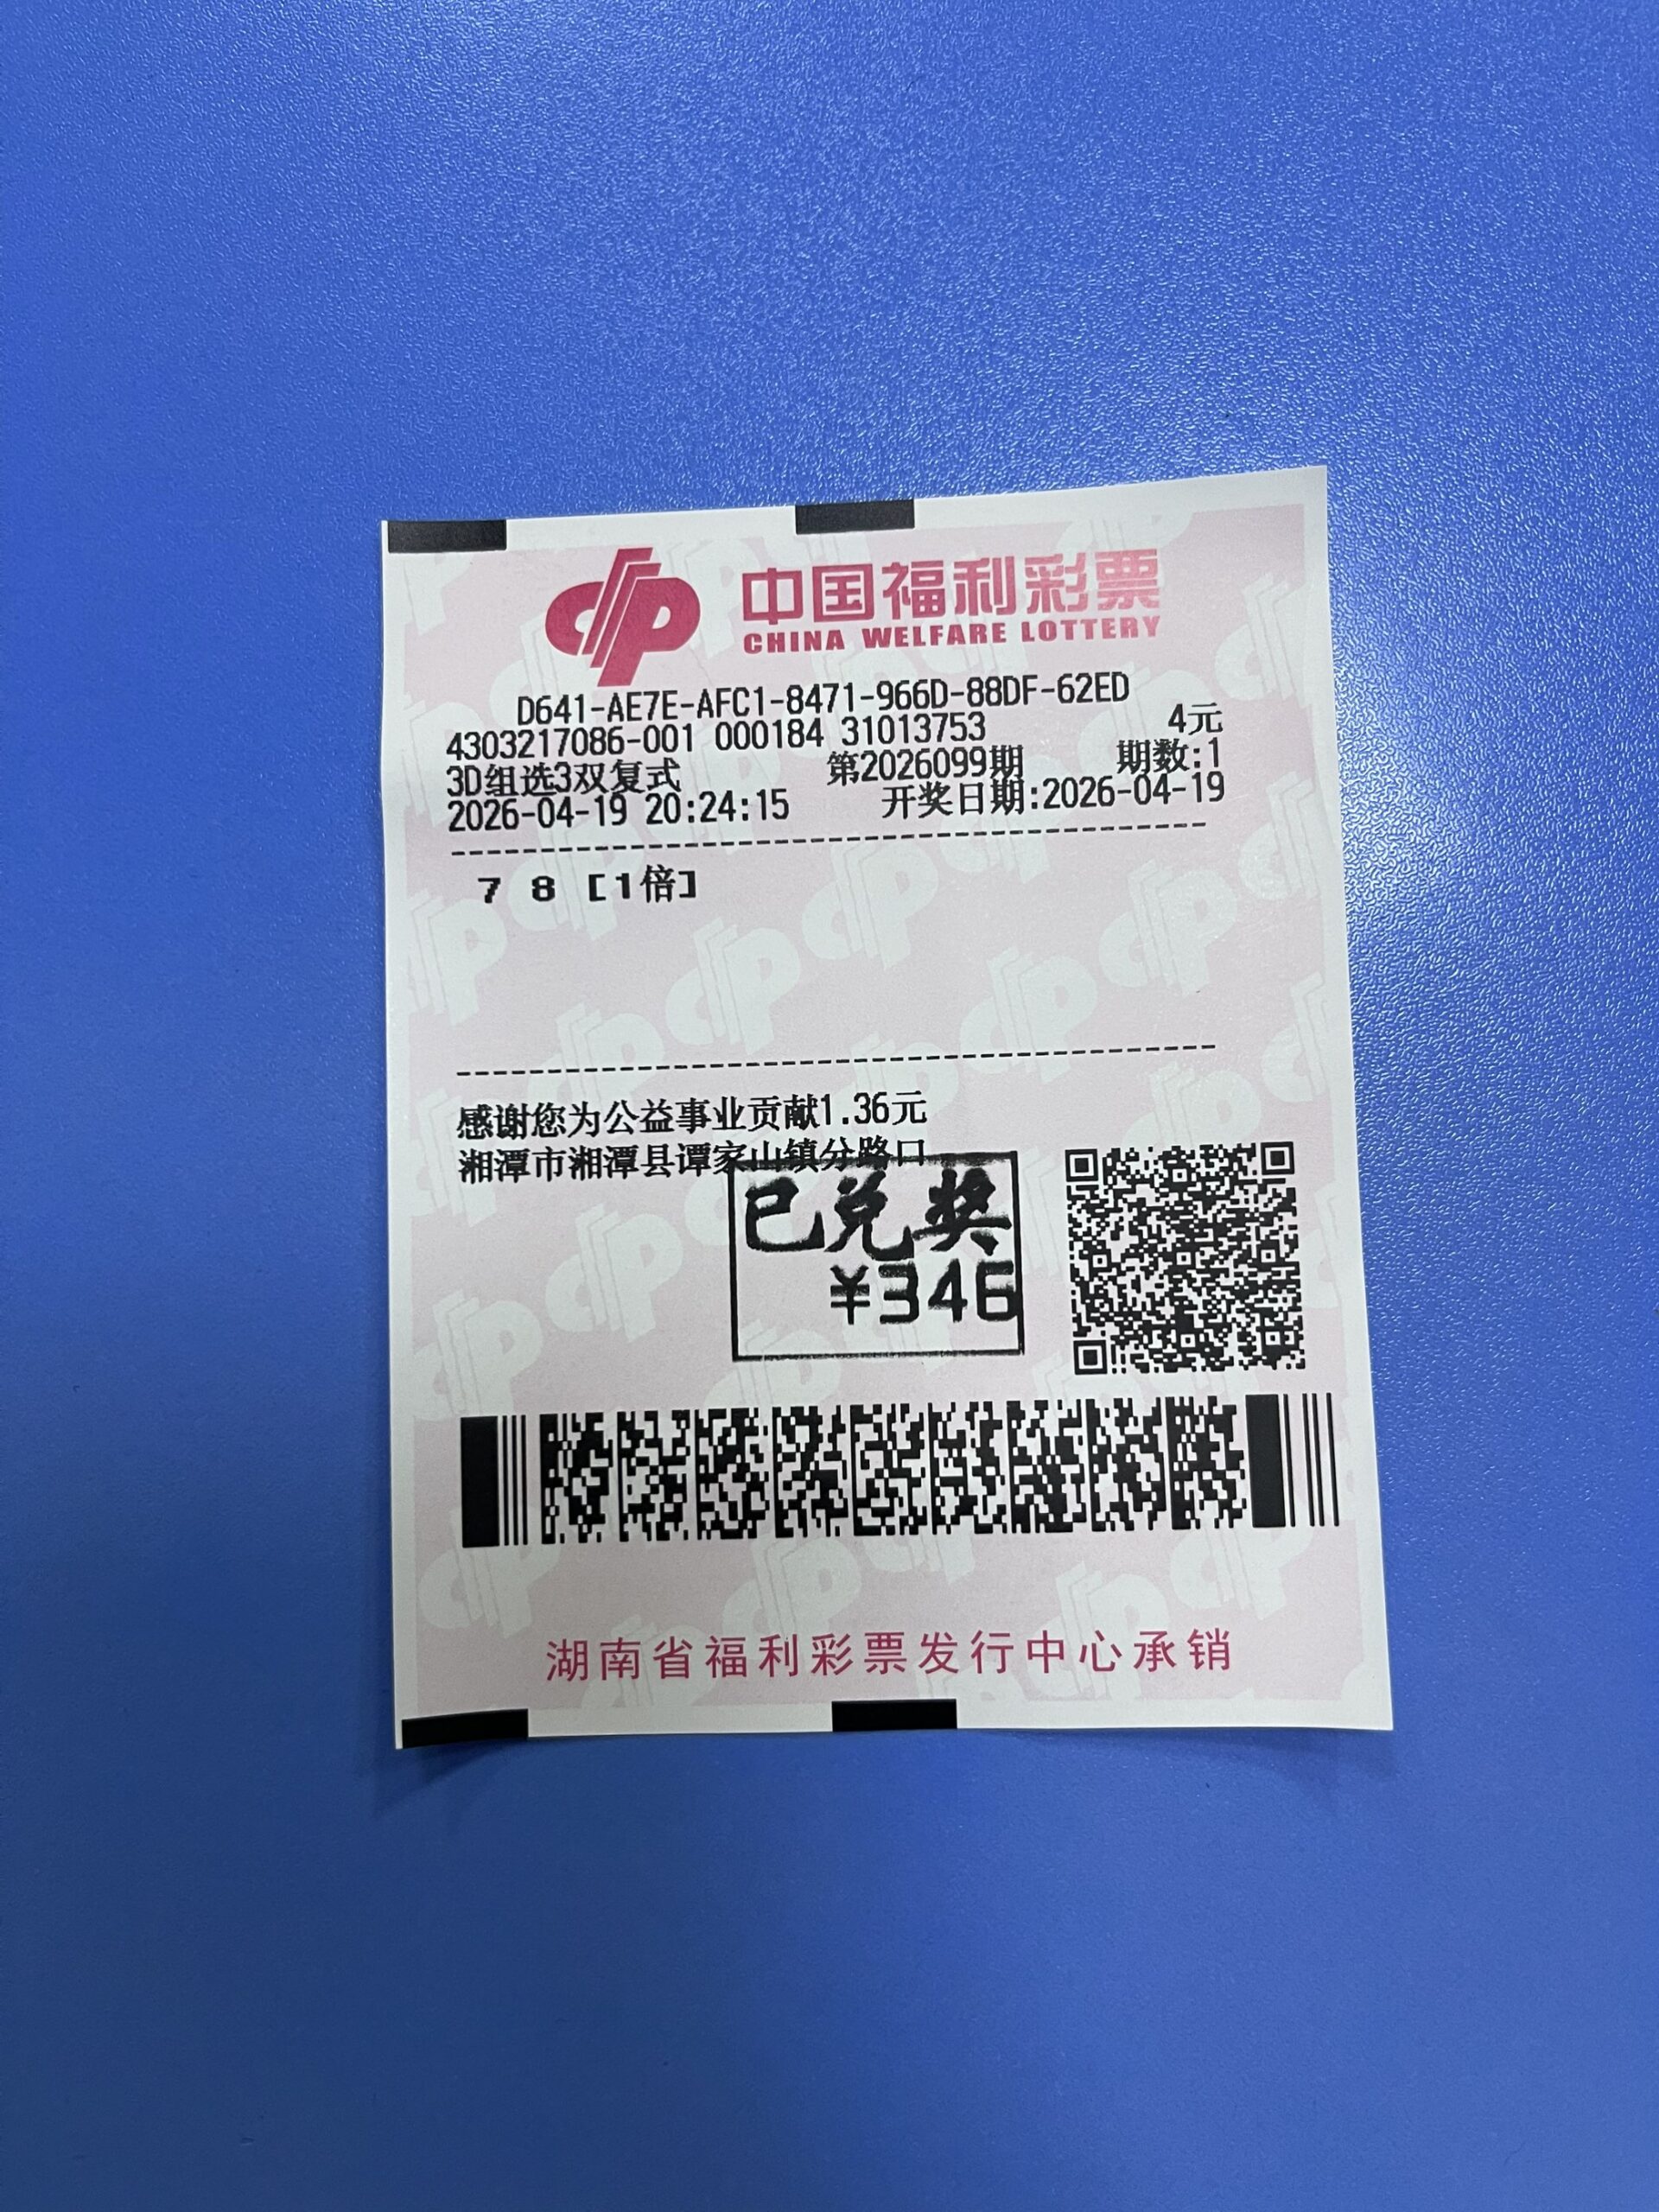 中国福利彩票
CHINA WELFARE LOTTERY
D641-AE7E-AFC1-8471-966D-88DF-62ED
4303217086-001 000184 31013753 4元
3D组选3双复式 第2026099期 期数:1
2026-04-19 20:24:15 开奖日期:2026-04-19
7 8 [1倍]
感谢您为公益事业贡献1.36元
湘潭市湘潭县谭家山镇分路口
已兑奖
¥346
湖南省福利彩票发行中心承销